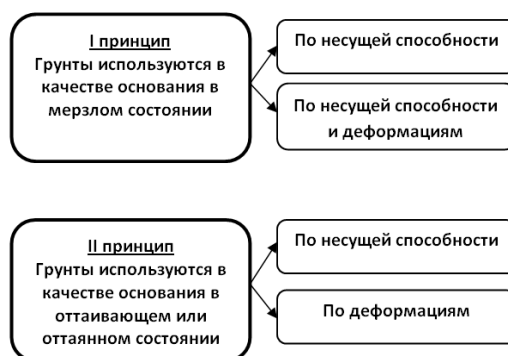 I принцип
Грунты используются в
качестве основания в
мерзлом состоянии
По несущей способности
По несущей способности
и деформациям
II принцип
Грунты используются в
качестве основания в
оттаивающем или
оттаянном состоянии
По несущей способности
По деформациям